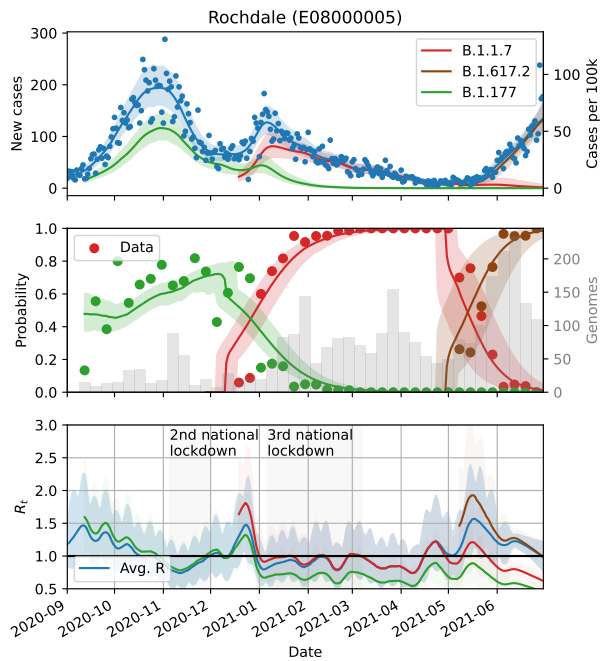 Rochdale (E08000005)
300
200
100
0
New cases
B.1.1.7
B.1.617.2
B.1.177
100
50
0
Cases per 100k
1.0
0.8
0.6
0.4
0.2
0.0
Probability
Data
200
150
100
50
0
Genomes
3.0
2.5
2.0
1.5
1.0
0.5
Rt
2nd national
lockdown
3rd national
lockdown
Avg. R
2020-09
2020-10
2020-11
2020-12
2021-01
2021-02
2021-03
2021-04
2021-05
2021-06
Date